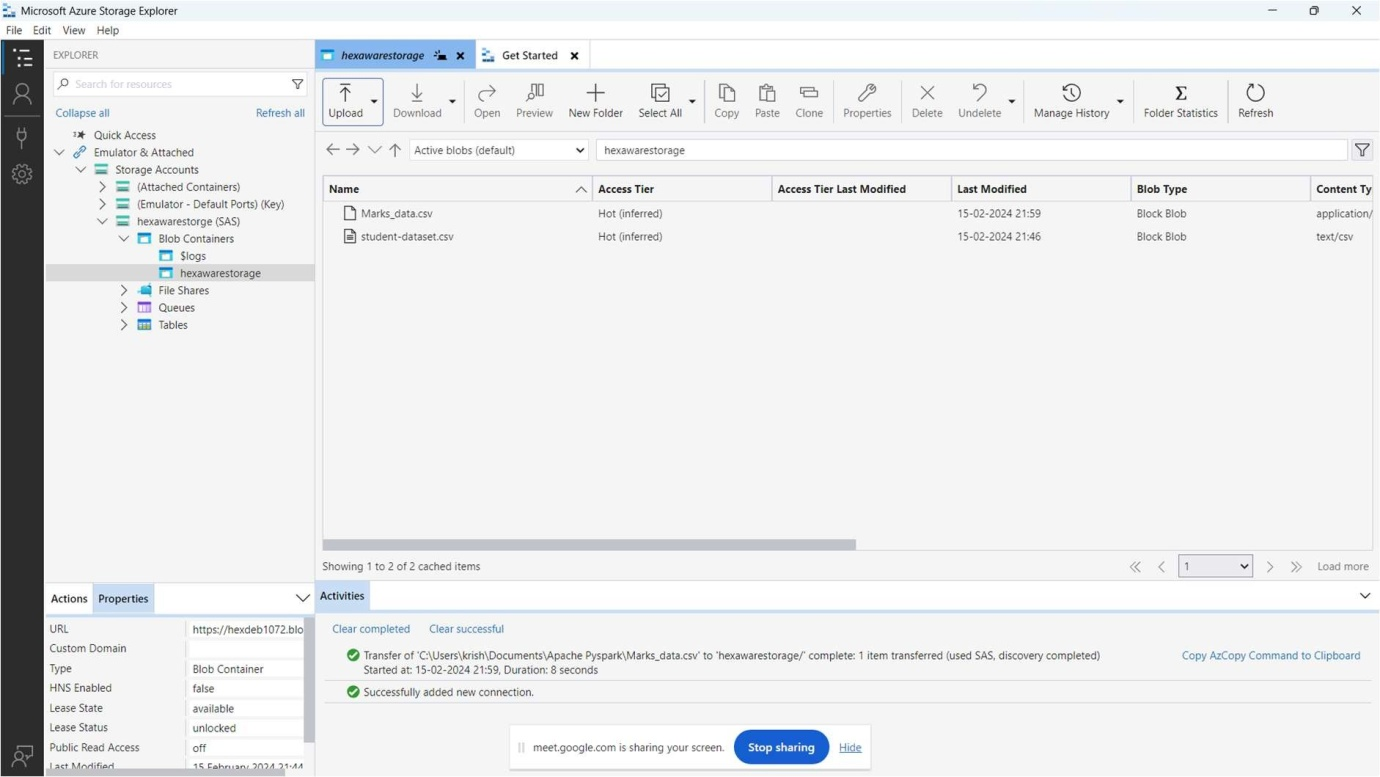 Microsoft Azure Storage Explorer
File Edit View Help
EXPLORER
Search for resources
Collapse all Refresh all
Quick Access
Emulator & Attached
Storage Accounts
(Attached Containers)
(Emulator - Default Ports) (Key)
hexawarestorge (SAS)
Blob Containers
$logs
hexawarestorage
File Shares
Queues
Tables
hexawarestorage Get Started
Upload Download Open Preview New Folder Select All Copy Paste Clone Properties Delete Undelete Manage History Folder Statistics Refresh
Active blobs (default) hexawarestorage
Name Access Tier Access Tier Last Modified Last Modified Blob Type Content Ty
Marks_data.csv Hot (inferred) 15-02-2024 21:59 Block Blob application/
student-dataset.csv Hot (inferred) 15-02-2024 21:46 Block Blob text/csv
Showing 1 to 2 of 2 cached items 1 Load more
Actions Properties
URL https://hexdeb1072.blo
Custom Domain
Type Blob Container
HNS Enabled false
Lease State available
Lease Status unlocked
Public Read Access off
Last Modified 15 February 2024 21:44
Activities
Clear completed Clear successful
Transfer of 'C:\Users\krish\Documents\Apache Pyspark\Marks_data.csv' to 'hexawarestorage/' complete: 1 item transferred (used SAS, discovery completed) Copy AzCopy Command to Clipboard
Started at: 15-02-2024 21:59, Duration: 8 seconds
Successfully added new connection.
meet.google.com is sharing your screen. Stop sharing Hide